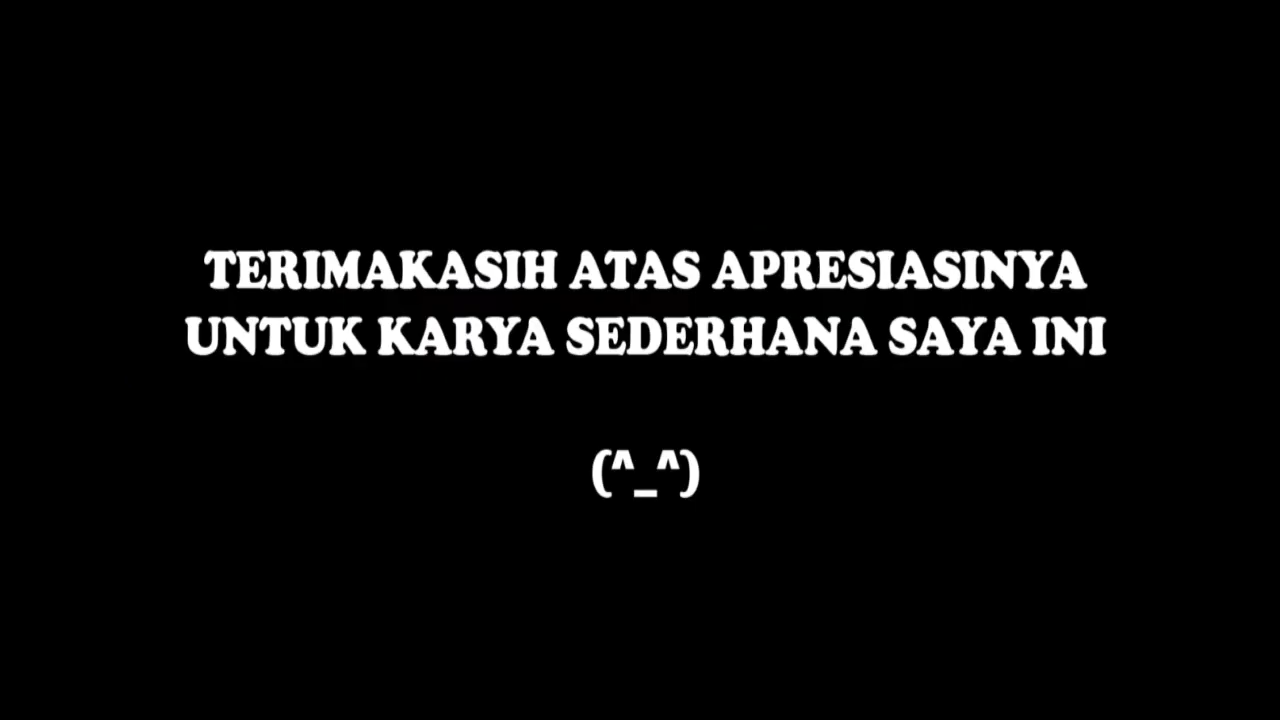 TERIMAKASIH ATAS APRESIASINYA
UNTUK KARYA SEDERHANA SAYA INI
(^_^)